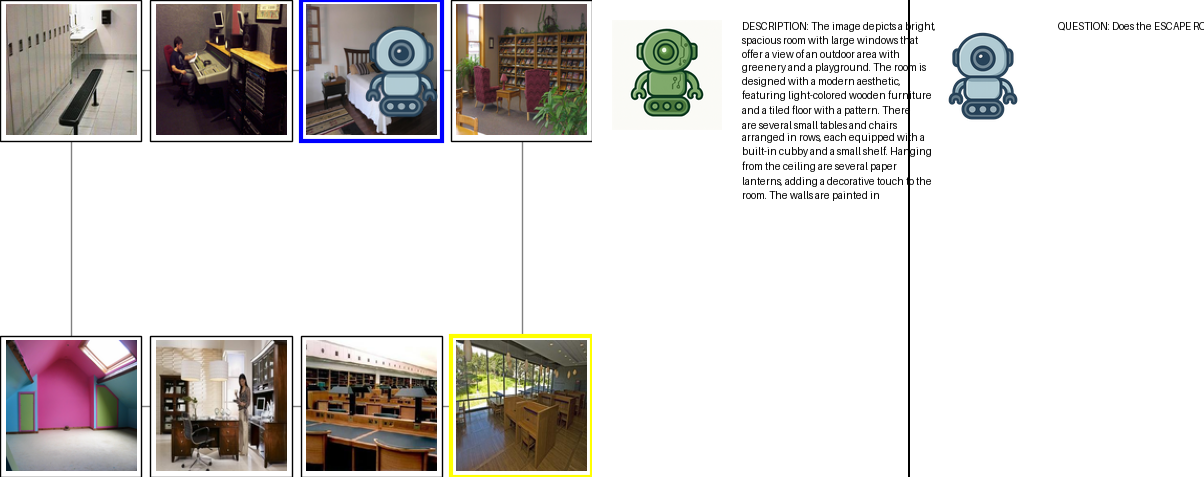 DESCRIPTION: The image depicts a bright,
spacious room with large windows that
offer a view of an outdoor area with
greenery and a playground. The room is
designed with a modern aesthetic,
featuring light-colored wooden furniture
and a tiled floor with a pattern. There
are several small tables and chairs
arranged in rows, each equipped with a
built-in cubby and a small shelf. Hanging
from the ceiling are several paper
lanterns, adding a decorative touch to the
room. The walls are painted in
QUESTION: Does the ESCAPE RO